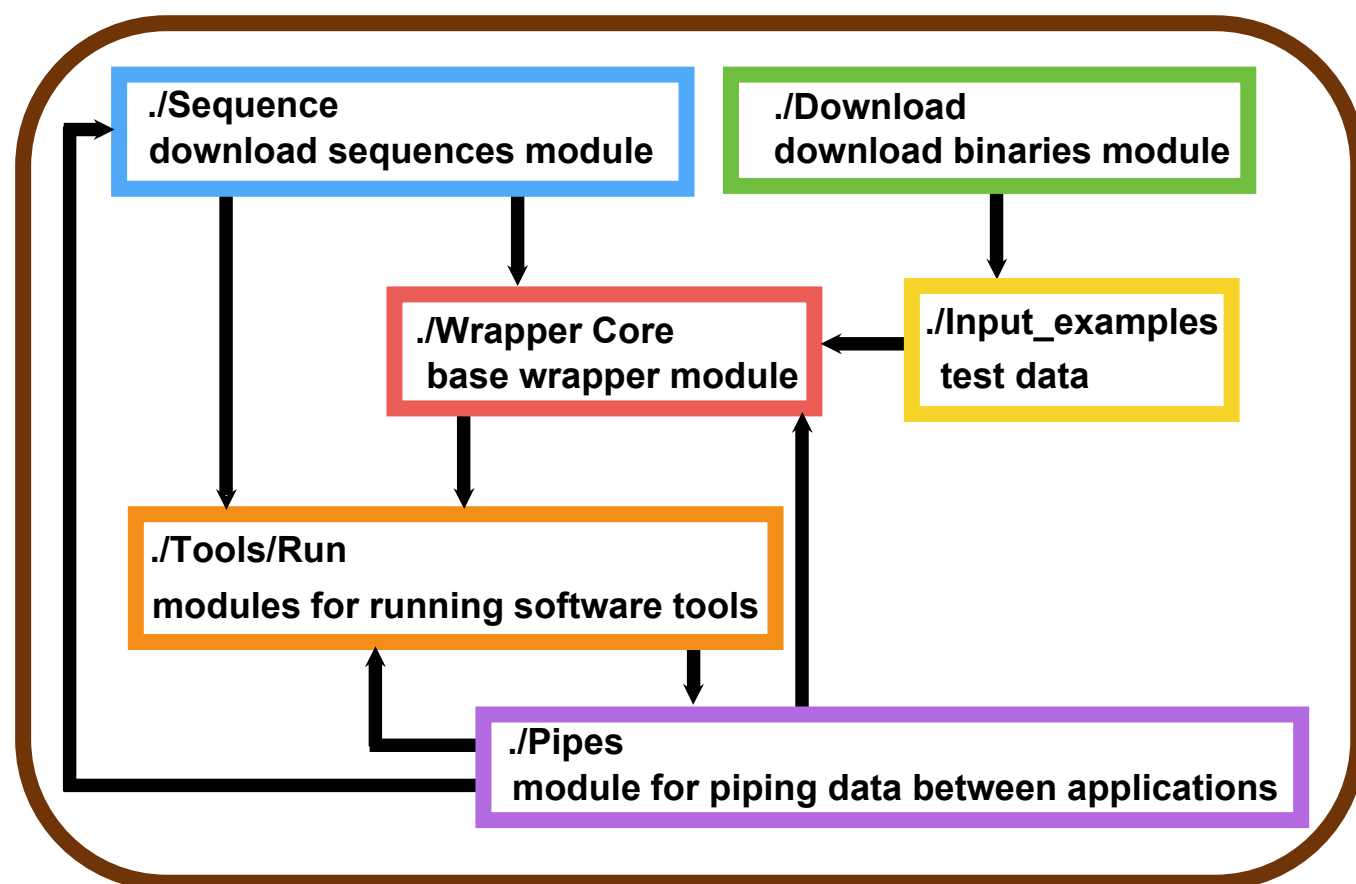 ./Sequence
download sequences module
./Download
download binaries module
./Wrapper Core
base wrapper module
./Input_examples
test data
./Tools/Run
modules for running software tools
./Pipes
module for piping data between applications